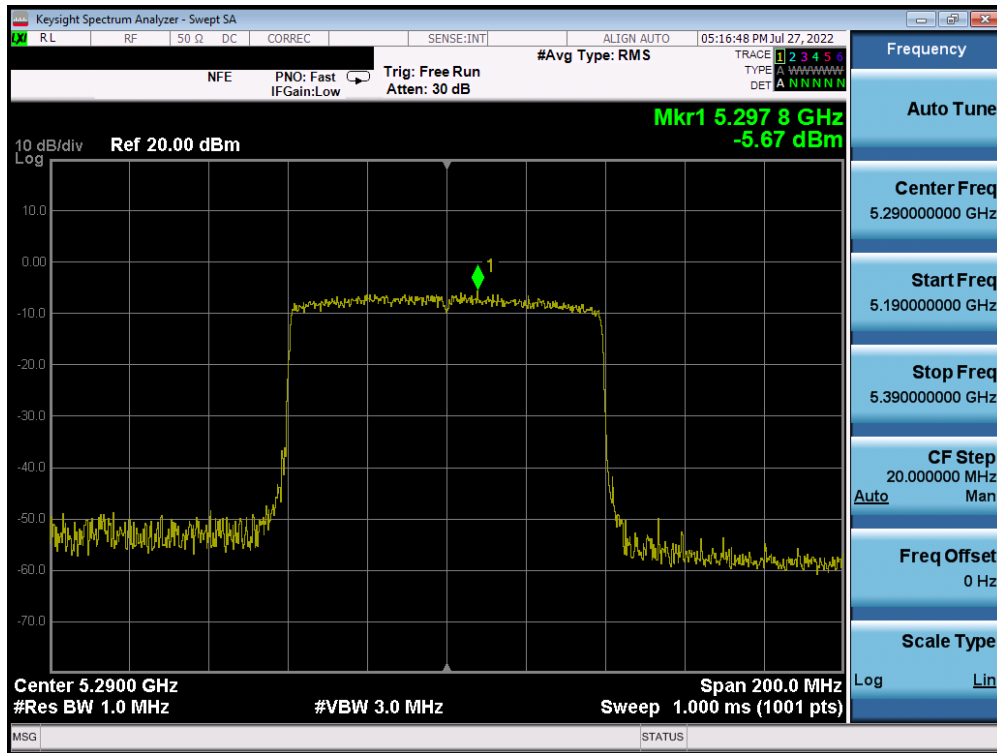 Keysight Spectrum Analyzer - Swept SA
LXI RL RF 50 Ω DC CORREC SENSE:INT ALIGN AUTO 05:16:48 PM Jul 27, 2022
#Avg Type: RMS TRACE 1 2 3 4 5 6
NFE PNO: Fast Trig: Free Run TYPE A WWWWW
IFGain:Low Atten: 30 dB DET A N N N N N
Mkr1 5.297 8 GHz
-5.67 dBm
10 dB/div Ref 20.00 dBm
Log
10.0
0.00
1
-10.0
-20.0
-30.0
-40.0
-50.0
-60.0
-70.0
Center 5.2900 GHz Span 200.0 MHz
#Res BW 1.0 MHz #VBW 3.0 MHz Sweep 1.000 ms (1001 pts)
MSG STATUS
Frequency
Auto Tune
Center Freq
5.290000000 GHz
Start Freq
5.190000000 GHz
Stop Freq
5.390000000 GHz
CF Step
20.000000 MHz
Auto Man
Freq Offset
0 Hz
Scale Type
Log Lin